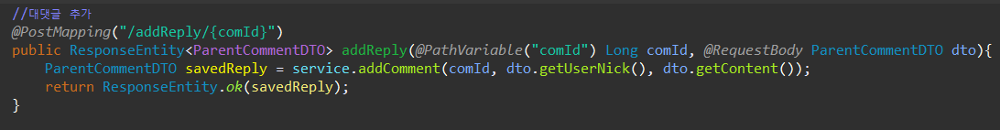 //대댓글 추가
@PostMapping("/addReply/{comId}")
public ResponseEntity<ParentCommentDTO> addReply(@PathVariable("comId") Long comId, @RequestBody ParentCommentDTO dto){
    ParentCommentDTO savedReply = service.addComment(comId, dto.getUserNick(), dto.getContent());
    return ResponseEntity.ok(savedReply);
}